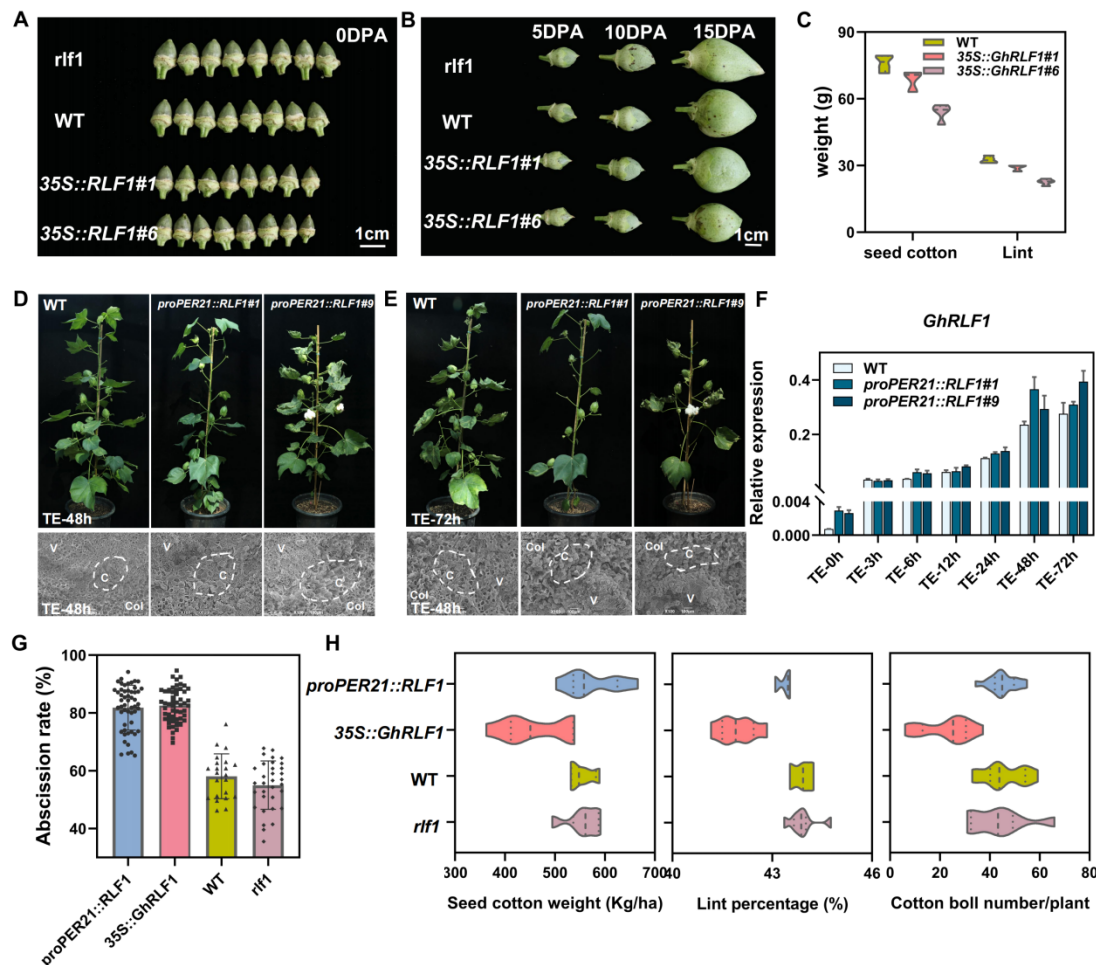 A
0DPA
rlf1
WT
35S::RLF1#1
35S::RLF1#6
1cm
B
5DPA 10DPA 15DPA
rlf1
WT
35S::RLF1#1
35S::RLF1#6
1cm
C
90
60
30
0
weight (g)
WT
35S::GhRLF1#1
35S::GhRLF1#6
seed cotton Lint
D
WT proPER21::RLF1#1 proPER21::RLF1#9
TE-48h
V C
V C
V C
Col Col
TE-48h
E
WT proPER21::RLF1#1 proPER21::RLF1#9
TE-72h
C V Col
Col C V
Col C V
TE-48h
F
GhRLF1
WT
proPER21::RLF1#1
proPER21::RLF1#9
Relative expression
0.4
0.2
0.004
0.000
TE-0h TE-3h TE-6h TE-12h TE-24h TE-48h TE-72h
G
Abscission rate (%)
100
80
60
40
proPER21::RLF1 35S::GhRLF1 WT rlf1
H
proPER21::RLF1
35S::GhRLF1
WT
rlf1
300 400 500 600 700
Seed cotton weight (Kg/ha)
40 43 46
Lint percentage (%)
0 20 40 60 80
Cotton boll number/plant